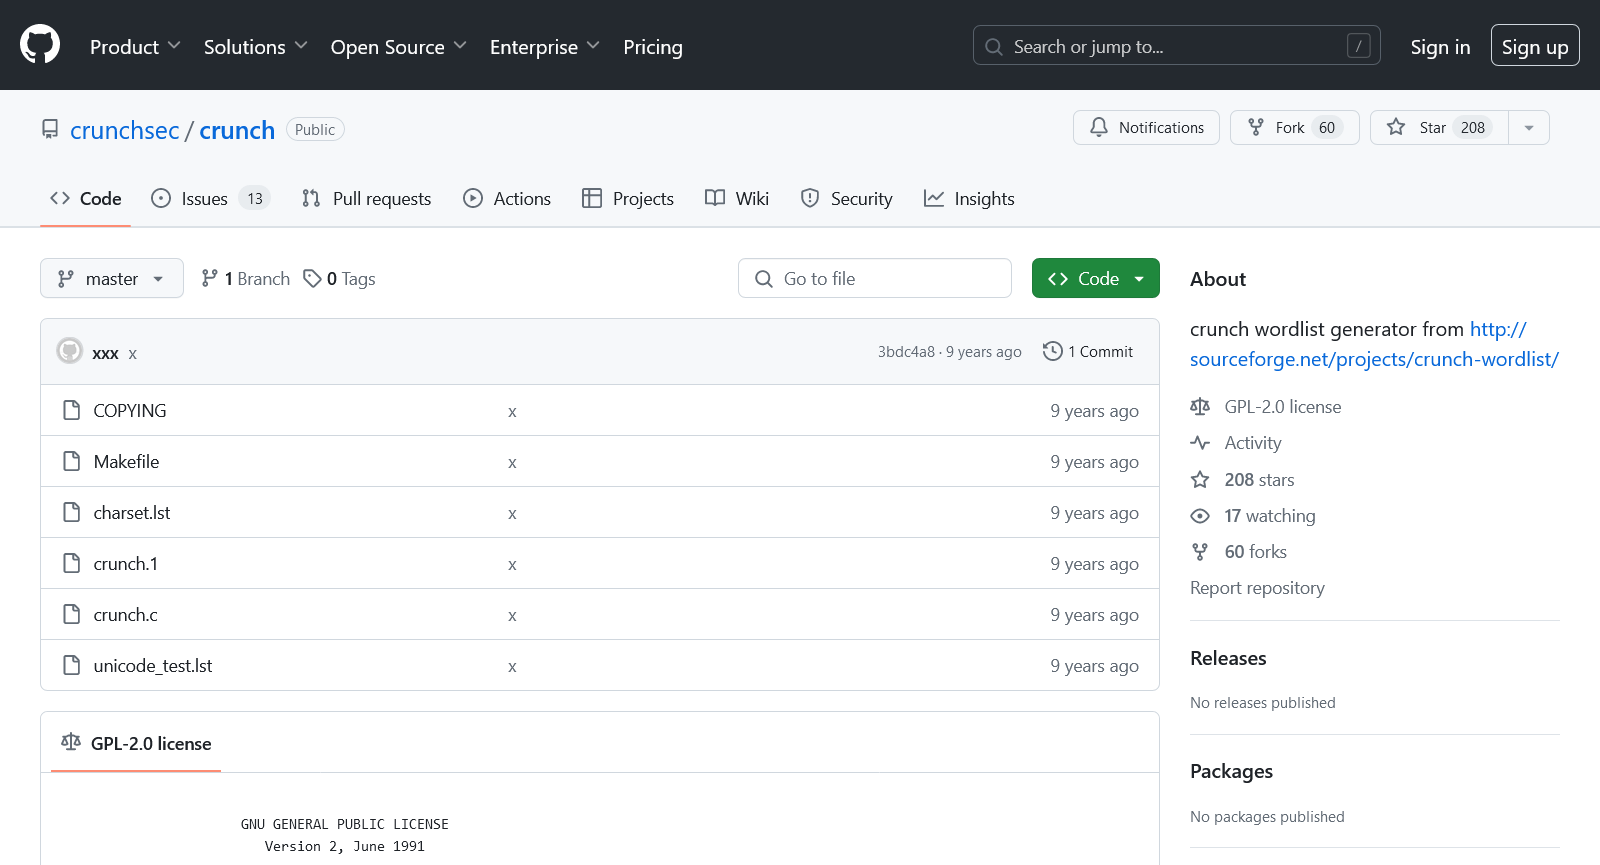 Product Solutions Open Source Enterprise Pricing Search or jump to... / Sign in Sign up
crunchsec / crunch Public Notifications Fork 60 Star 208
Code Issues 13 Pull requests Actions Projects Wiki Security Insights
master 1 Branch 0 Tags Go to file Code
xxx x 3bdc4a8 · 9 years ago 1 Commit
COPYING x 9 years ago
Makefile x 9 years ago
charset.lst x 9 years ago
crunch.1 x 9 years ago
crunch.c x 9 years ago
unicode_test.lst x 9 years ago
GPL-2.0 license
GNU GENERAL PUBLIC LICENSE
Version 2, June 1991
About
crunch wordlist generator from http://
sourceforge.net/projects/crunch-wordlist/
GPL-2.0 license
Activity
208 stars
17 watching
60 forks
Report repository
Releases
No releases published
Packages
No packages published